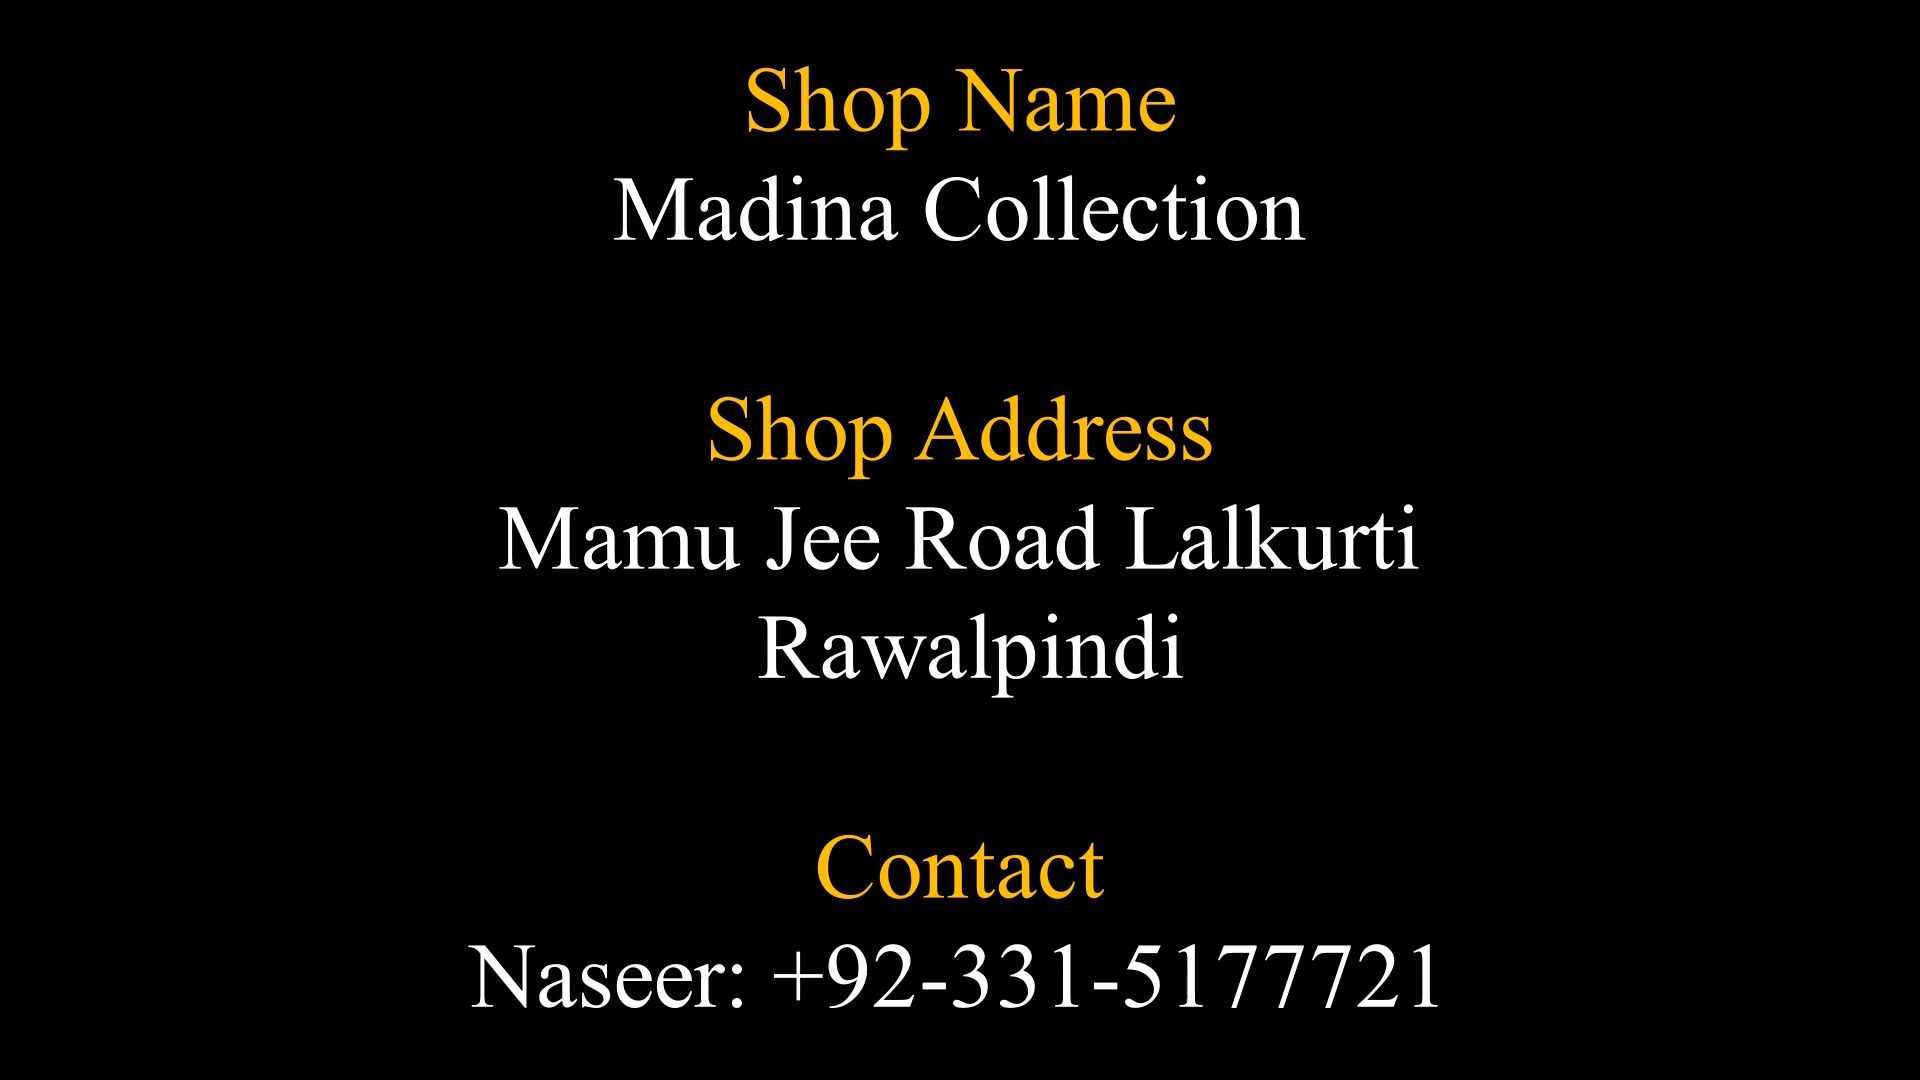 Shop Name
Madina Collection
Shop Address
Mamu Jee Road Lalkurti
Rawalpindi
Contact
Naseer: +92-331-5177721